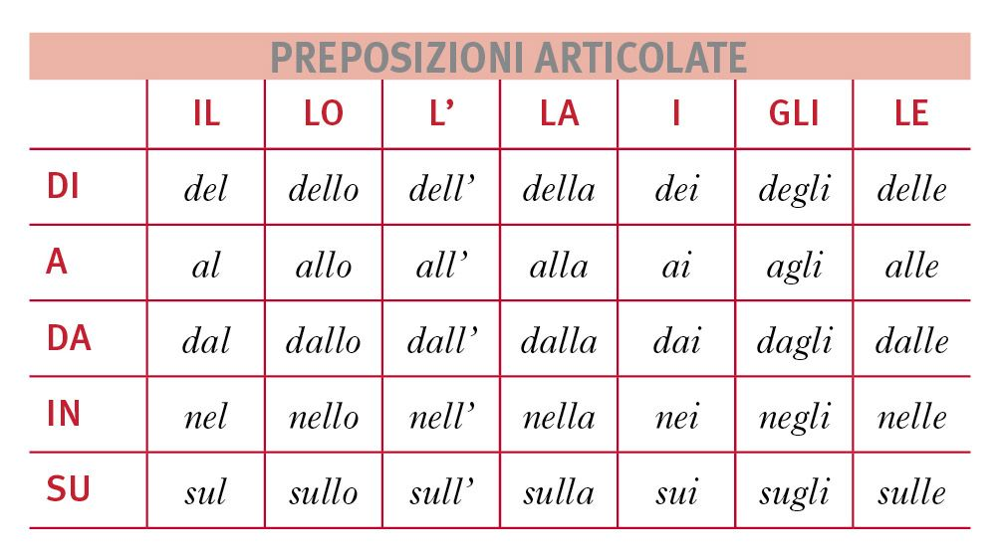 PREPOSIZIONI ARTICOLATE
IL LO L’ LA I GLI LE
DI del dello dell’ della dei degli delle
A al allo all’ alla ai agli alle
DA dal dallo dall’ dalla dai dagli dalle
IN nel nello nell’ nella nei negli nelle
SU sul sullo sull’ sulla sui sugli sulle